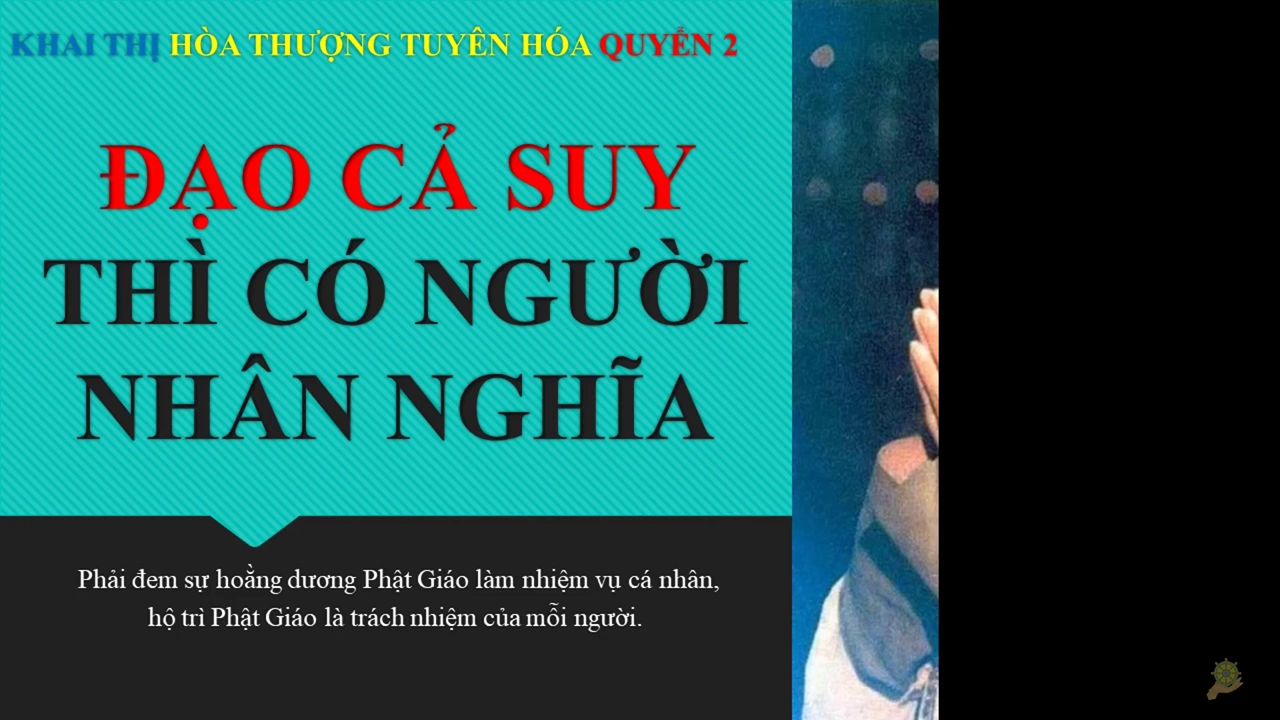 KHAI THỊ HÒA THƯỢNG TUYÊN HÓA QUYỂN 2
ĐẠO CẢ SUY
THÌ CÓ NGƯỜI
NHÂN NGHĨA
Phải đem sự hoằng dương Phật Giáo làm nhiệm vụ cá nhân,
hộ trì Phật Giáo là trách nhiệm của mỗi người.